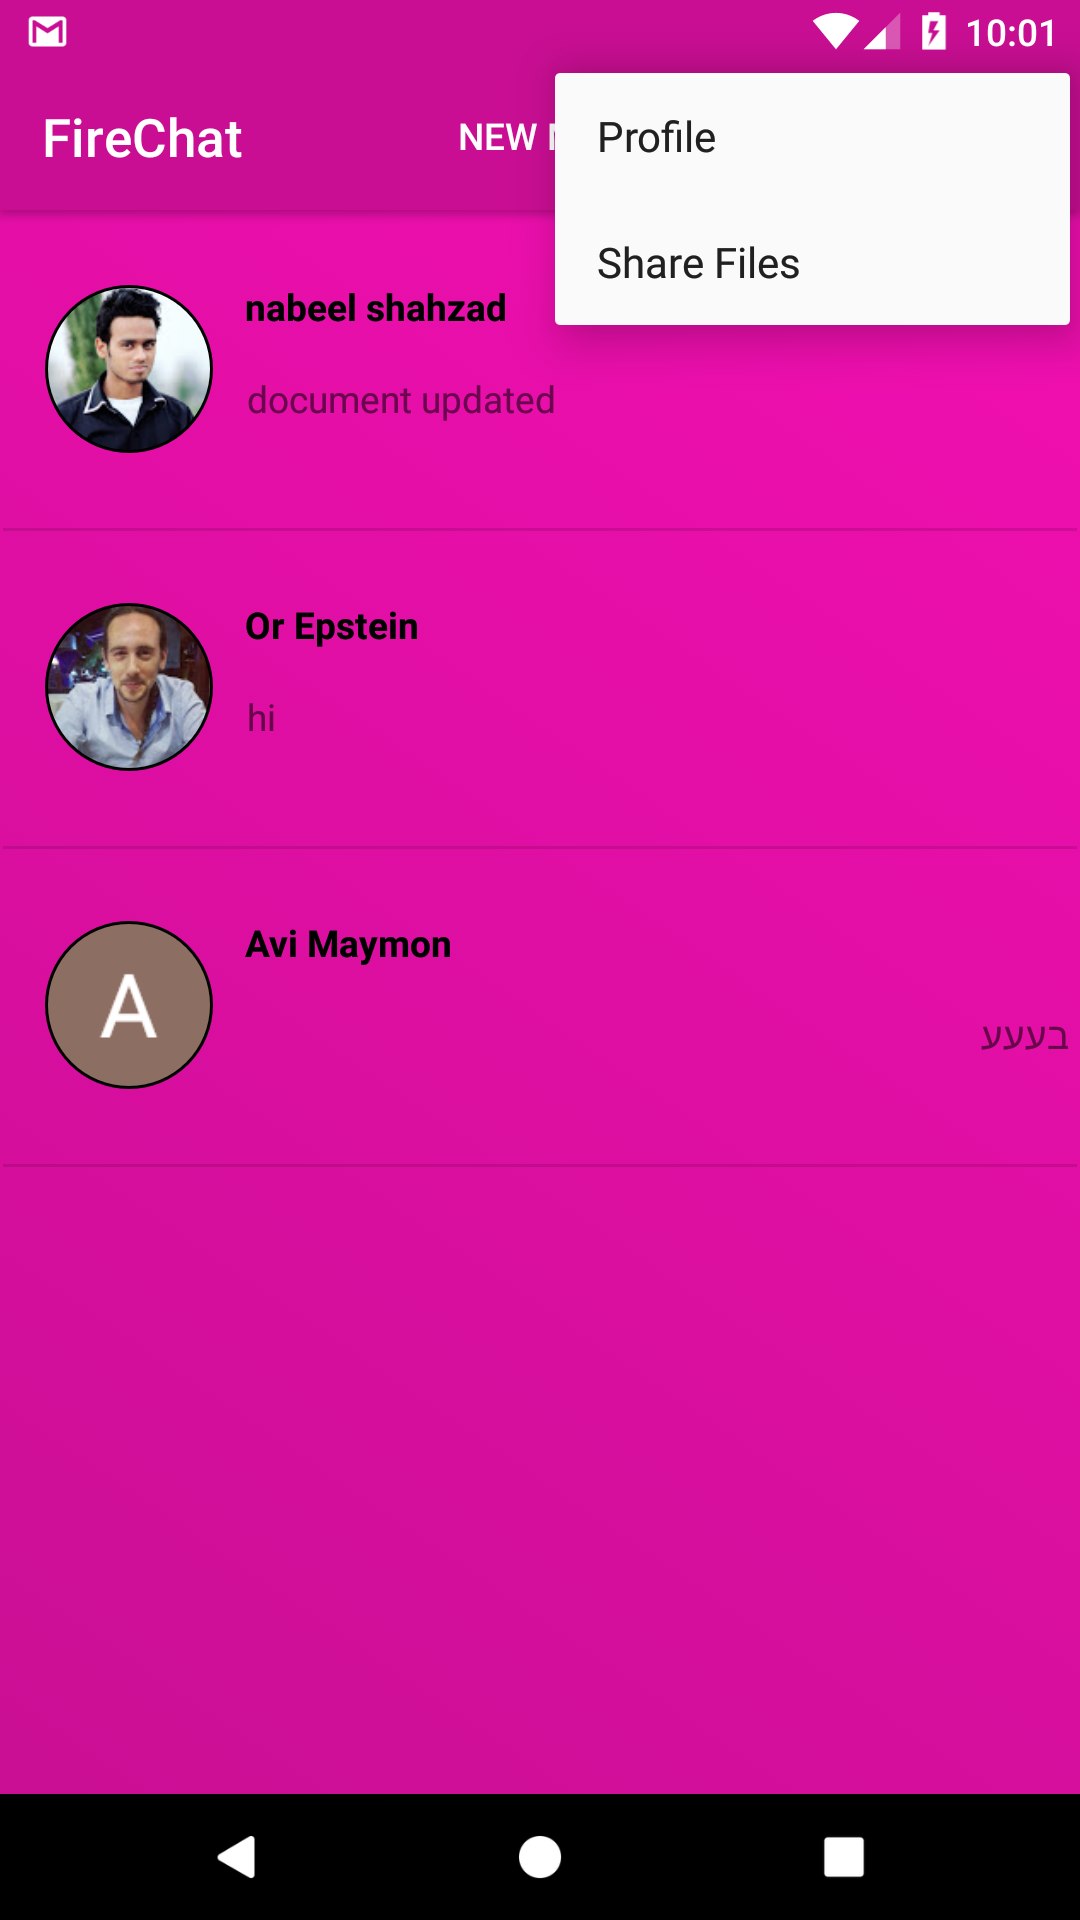 10:01
FireChat
NEW
Profile
Share Files
nabeel shahzad
document updated
Or Epstein
hi
A
Avi Maymon
בעעע